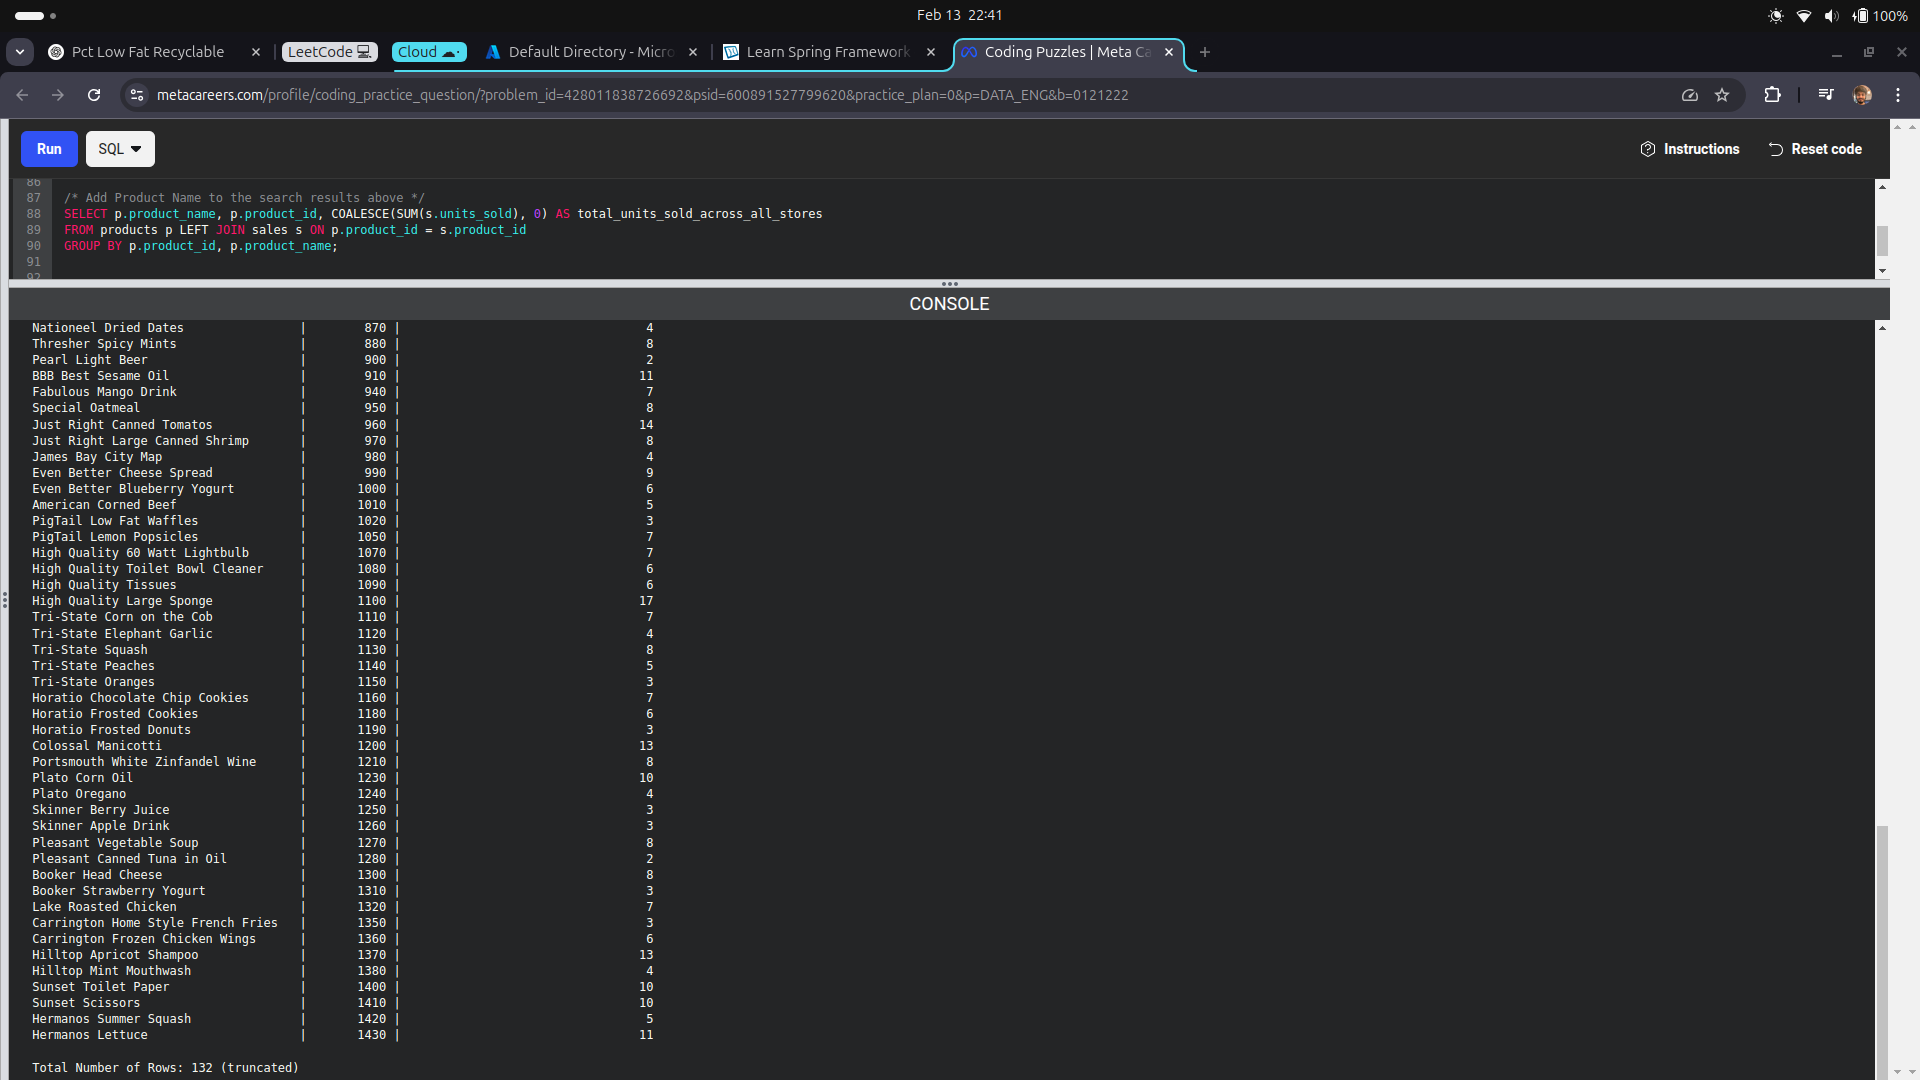 Feb 13 22:41
100%
Pct Low Fat Recyclable
LeetCode
Cloud
Default Directory - Micro
Learn Spring Framework
Coding Puzzles | Meta Ca
metacareers.com/profile/coding_practice_question/?problem_id=428011838726692&psid=600891527799620&practice_plan=0&p=DATA_ENG&b=0121222
Run
SQL
Instructions
Reset code
86
87 /* Add Product Name to the search results above */
88 SELECT p.product_name, p.product_id, COALESCE(SUM(s.units_sold), 0) AS total_units_sold_across_all_stores
89 FROM products p LEFT JOIN sales s ON p.product_id = s.product_id
90 GROUP BY p.product_id, p.product_name;
91
92
CONSOLE
Nationeel Dried Dates | 870 | 4
Thresher Spicy Mints | 880 | 8
Pearl Light Beer | 900 | 2
BBB Best Sesame Oil | 910 | 11
Fabulous Mango Drink | 940 | 7
Special Oatmeal | 950 | 8
Just Right Canned Tomatos | 960 | 14
Just Right Large Canned Shrimp | 970 | 8
James Bay City Map | 980 | 4
Even Better Cheese Spread | 990 | 9
Even Better Blueberry Yogurt | 1000 | 6
American Corned Beef | 1010 | 5
PigTail Low Fat Waffles | 1020 | 3
PigTail Lemon Popsicles | 1050 | 7
High Quality 60 Watt Lightbulb | 1070 | 7
High Quality Toilet Bowl Cleaner | 1080 | 6
High Quality Tissues | 1090 | 6
High Quality Large Sponge | 1100 | 17
Tri-State Corn on the Cob | 1110 | 7
Tri-State Elephant Garlic | 1120 | 4
Tri-State Squash | 1130 | 8
Tri-State Peaches | 1140 | 5
Tri-State Oranges | 1150 | 3
Horatio Chocolate Chip Cookies | 1160 | 7
Horatio Frosted Cookies | 1180 | 6
Horatio Frosted Donuts | 1190 | 3
Colossal Manicotti | 1200 | 13
Portsmouth White Zinfandel Wine | 1210 | 8
Plato Corn Oil | 1230 | 10
Plato Oregano | 1240 | 4
Skinner Berry Juice | 1250 | 3
Skinner Apple Drink | 1260 | 3
Pleasant Vegetable Soup | 1270 | 8
Pleasant Canned Tuna in Oil | 1280 | 2
Booker Head Cheese | 1300 | 8
Booker Strawberry Yogurt | 1310 | 3
Lake Roasted Chicken | 1320 | 7
Carrington Home Style French Fries | 1350 | 3
Carrington Frozen Chicken Wings | 1360 | 6
Hilltop Apricot Shampoo | 1370 | 13
Hilltop Mint Mouthwash | 1380 | 4
Sunset Toilet Paper | 1400 | 10
Sunset Scissors | 1410 | 10
Hermanos Summer Squash | 1420 | 5
Hermanos Lettuce | 1430 | 11
Total Number of Rows: 132 (truncated)